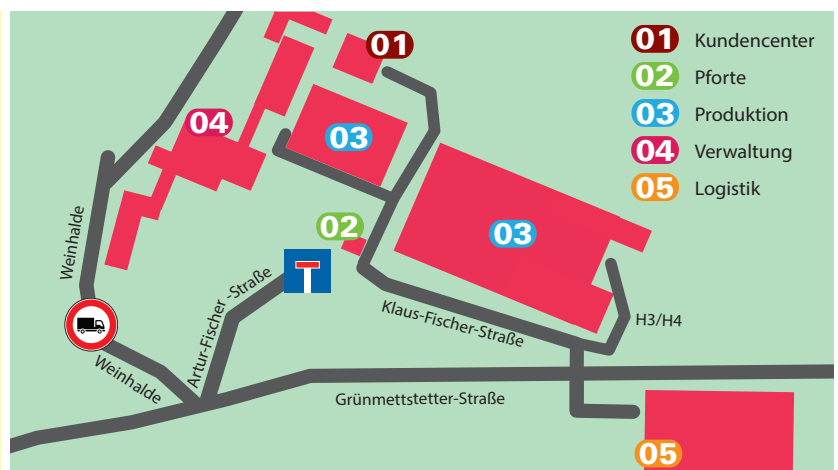 01 Kundencenter
02 Pforte
03 Produktion
04 Verwaltung
05 Logistik
01
04
03
02
03
Weinhalde
Artur-Fischer -Straße
Klaus-Fischer-Straße
H3/H4
Weinhalde
Grünmettstetter-Straße
05